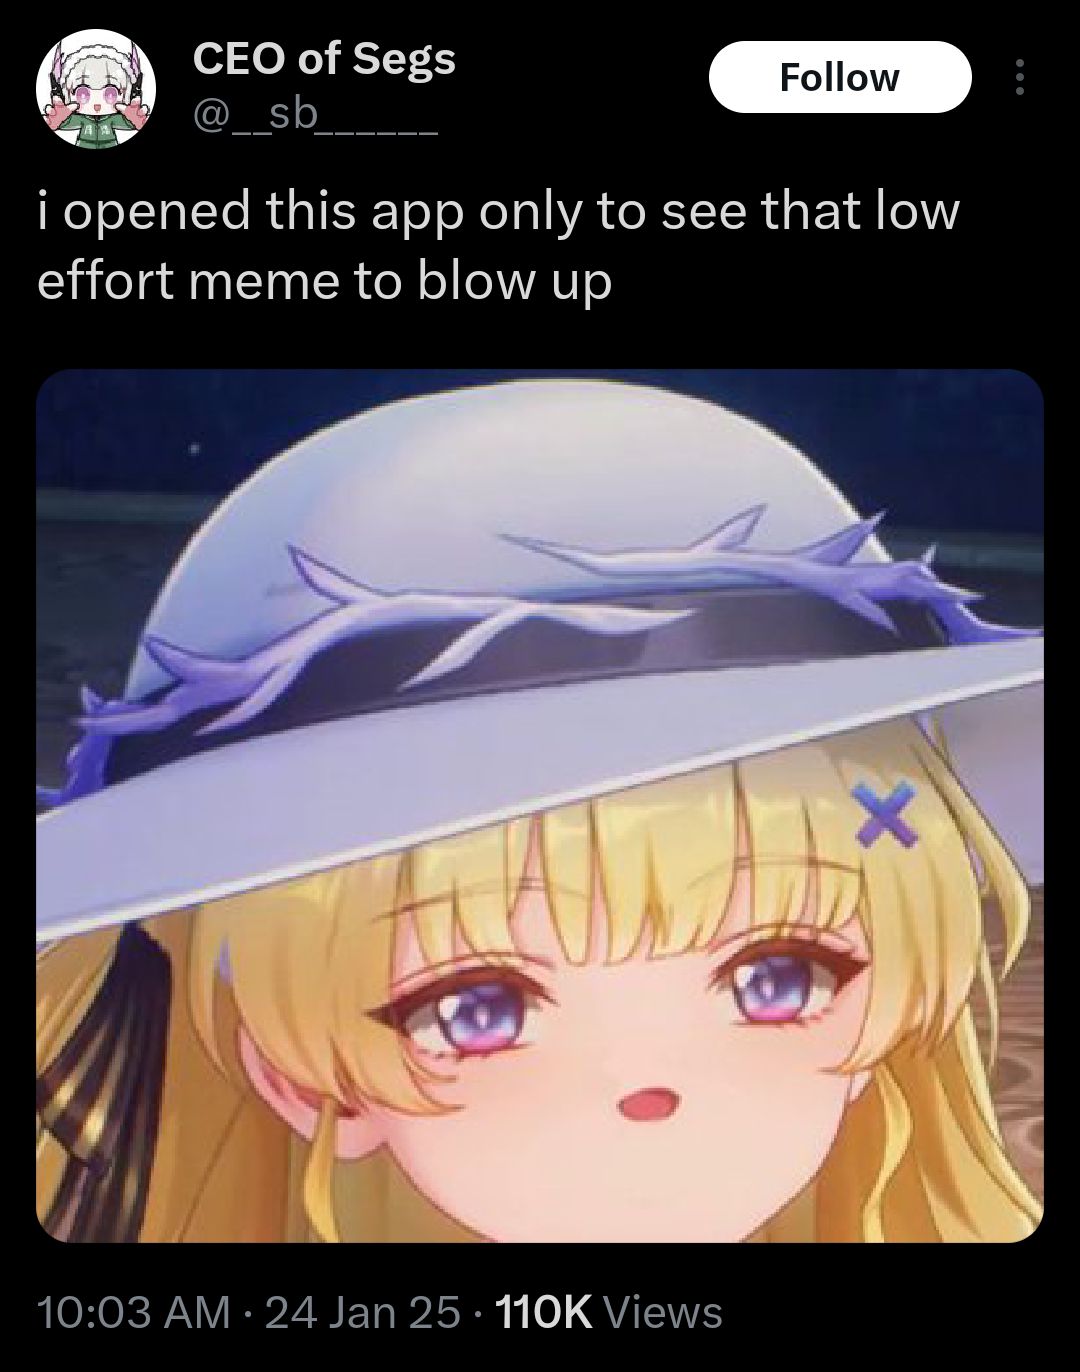 CEO of Segs
Follow
@__sb______
i opened this app only to see that low
effort meme to blow up
10:03 AM · 24 Jan 25 · 110K Views